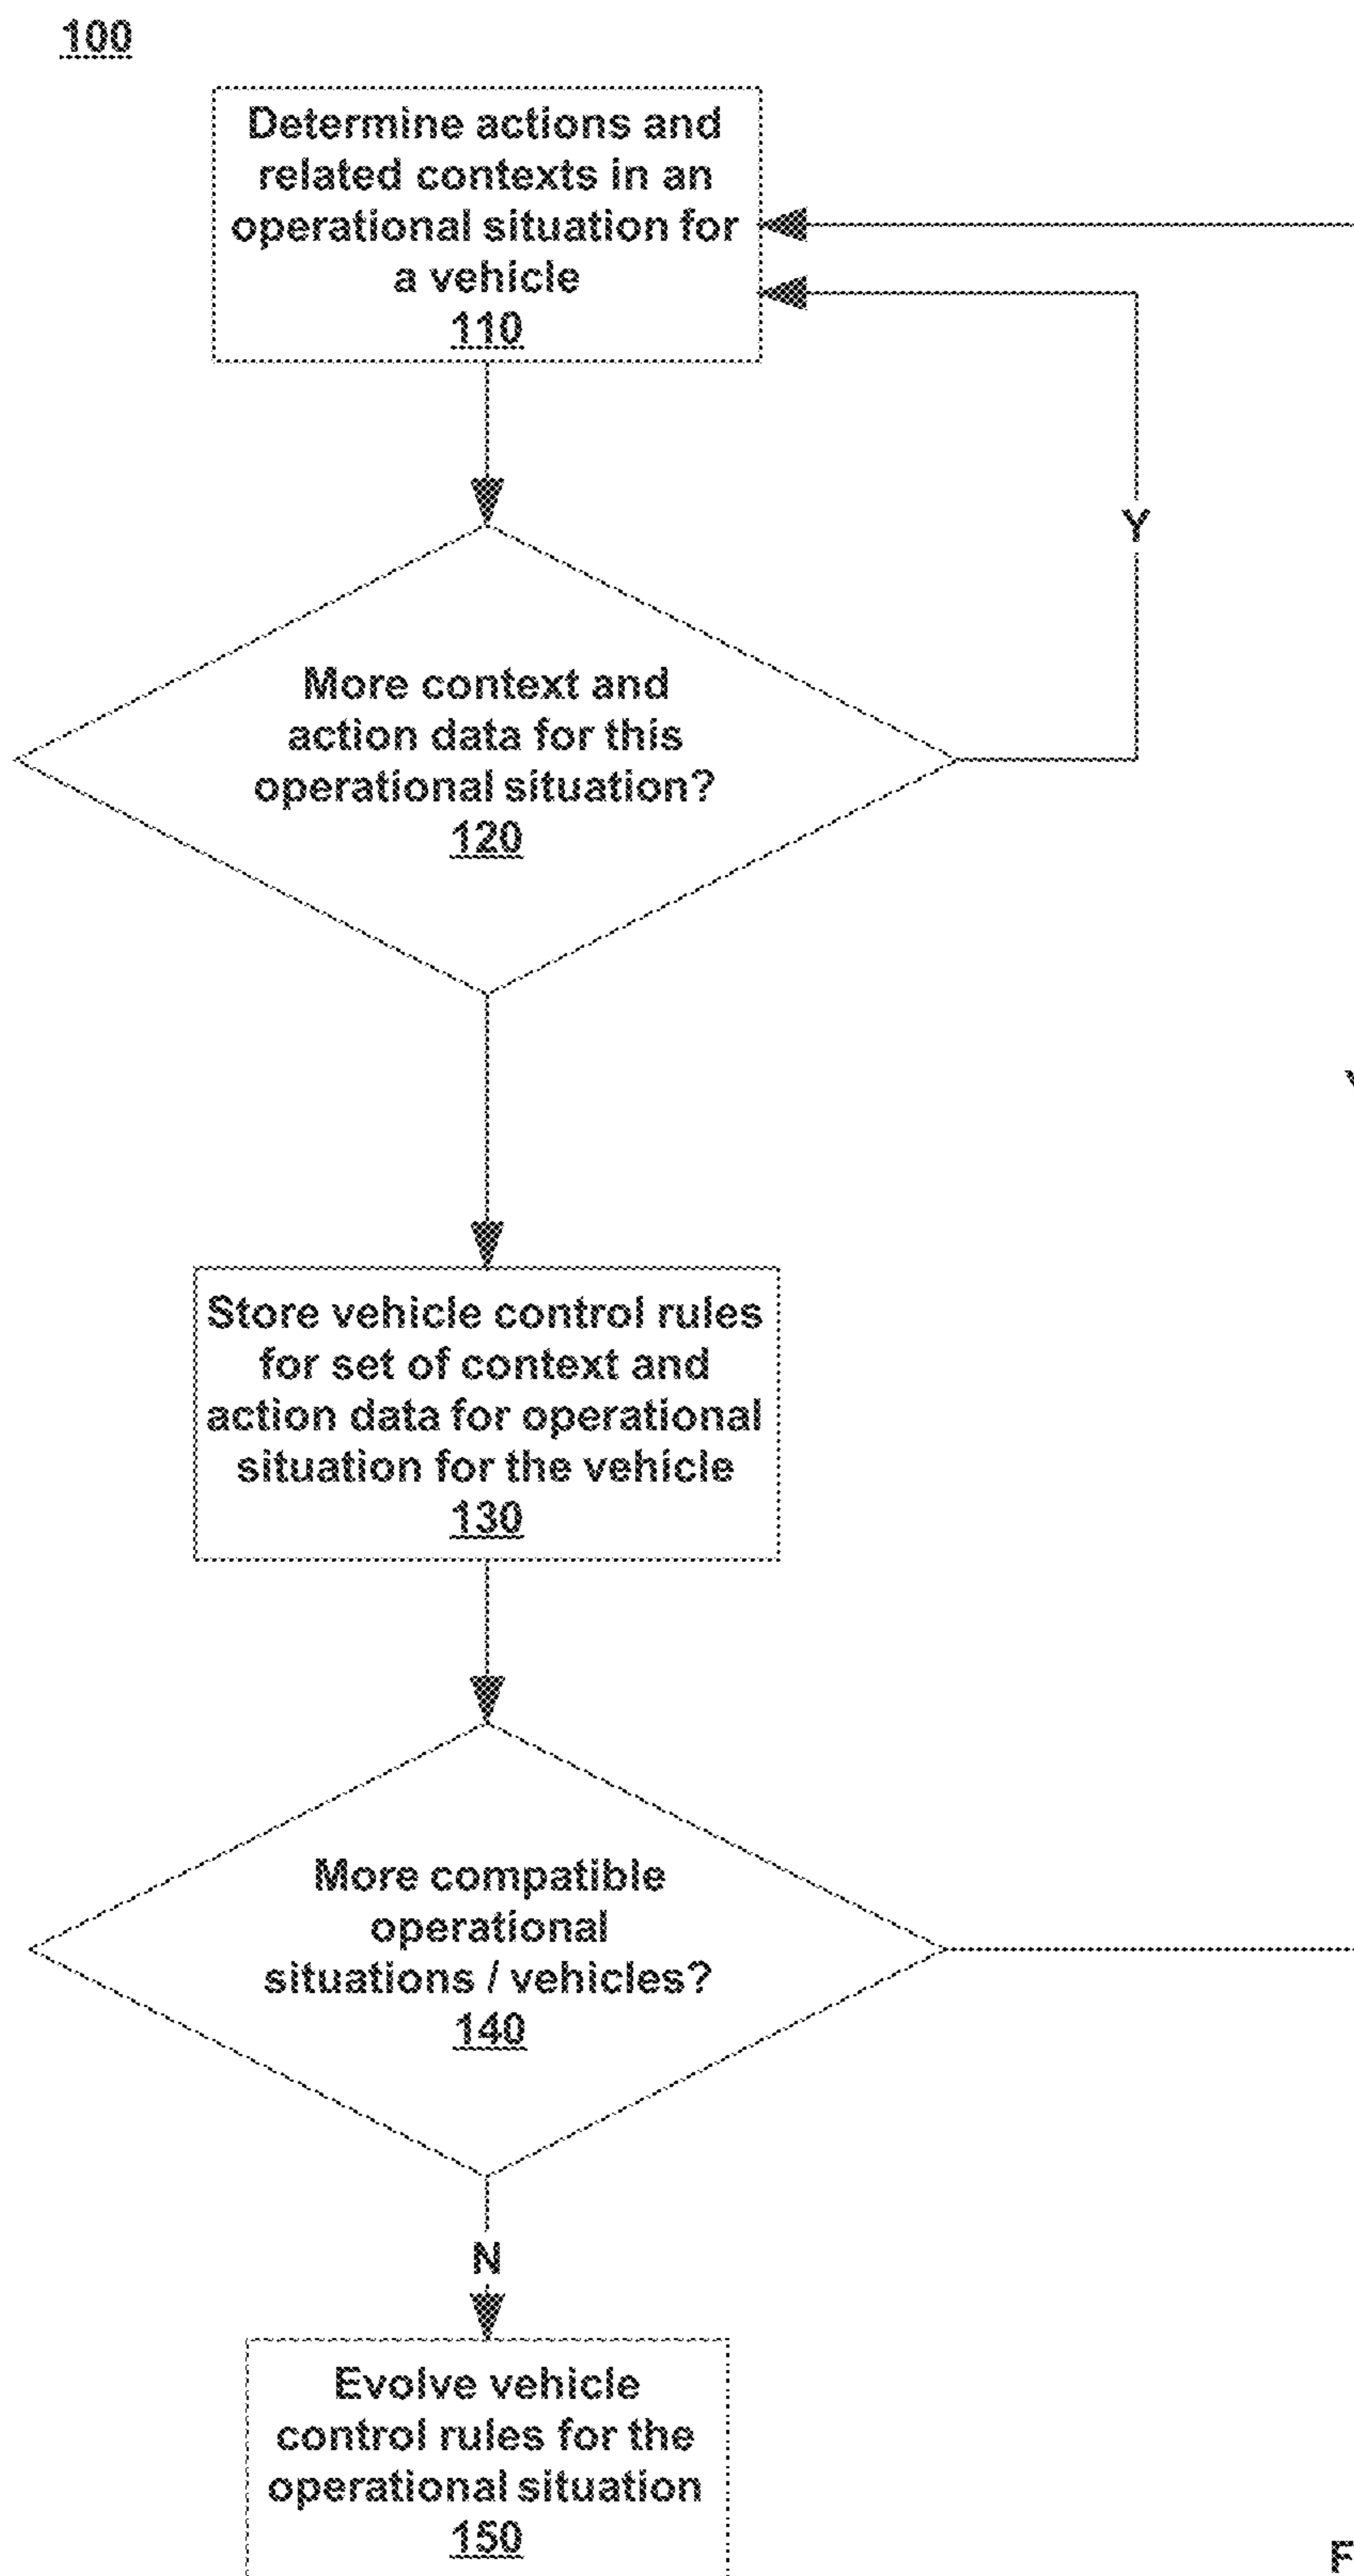 100
Determine actions and
related contexts in an
operational situation for
a vehicle
110
Y
More context and
action data for this
operational situation?
120
Store vehicle control rules
for set of context and
action data for operational
situation for the vehicle
130
More compatible
operational
situations / vehicles?
140
N
Evolve vehicle
control rules for the
operational situation
150